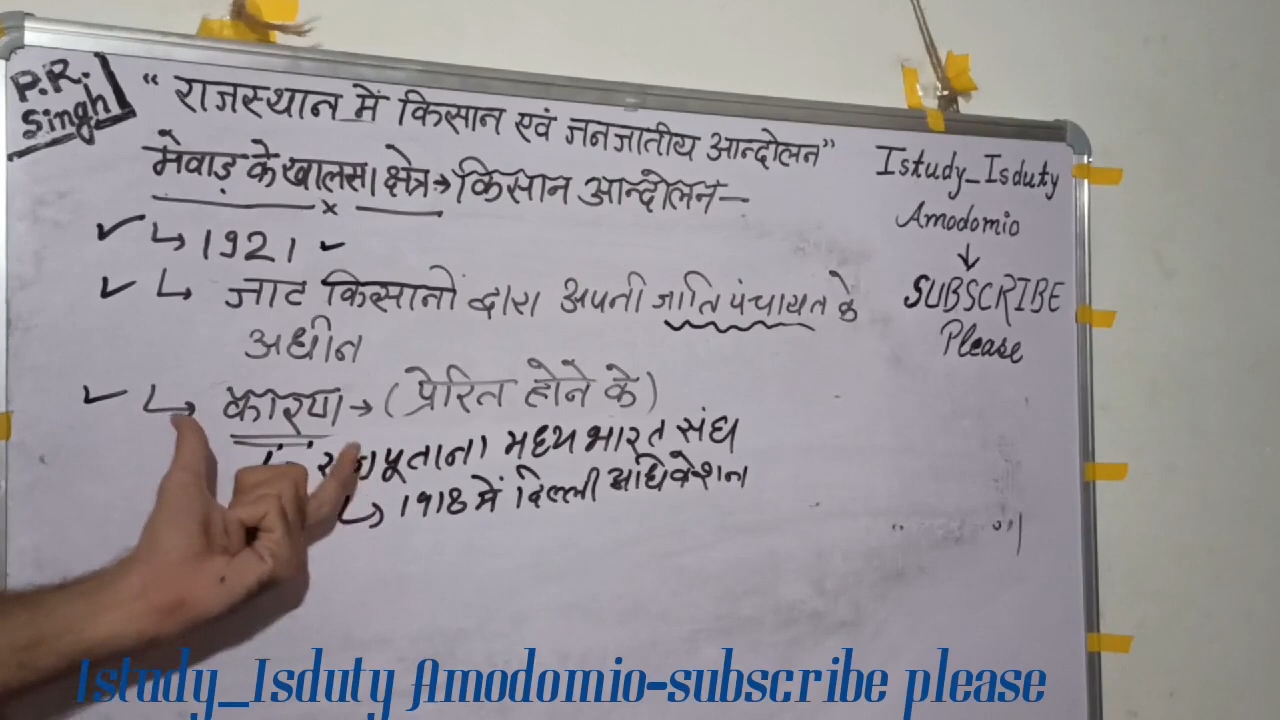 P.R.
Singh
“राजस्थान में किसान एवं जनजातीय आन्दोलन”
मेवाड़ के खालसा क्षेत्र → किसान आन्दोलन –
✓ ↳ 1921 ✓
✓ ↳ जाट किसानों द्वारा अपनी जाति पंचायत के
अधीन
✓ ↳ कारण → (प्रेरित होने के)
मध्य भारत संघ
↳ 1918 में दिल्ली अधिवेशन
Istudy_Isduty
Amodomio
↓
SUBSCRIBE
Please
Istudy_Isduty Amodomio-subscribe please